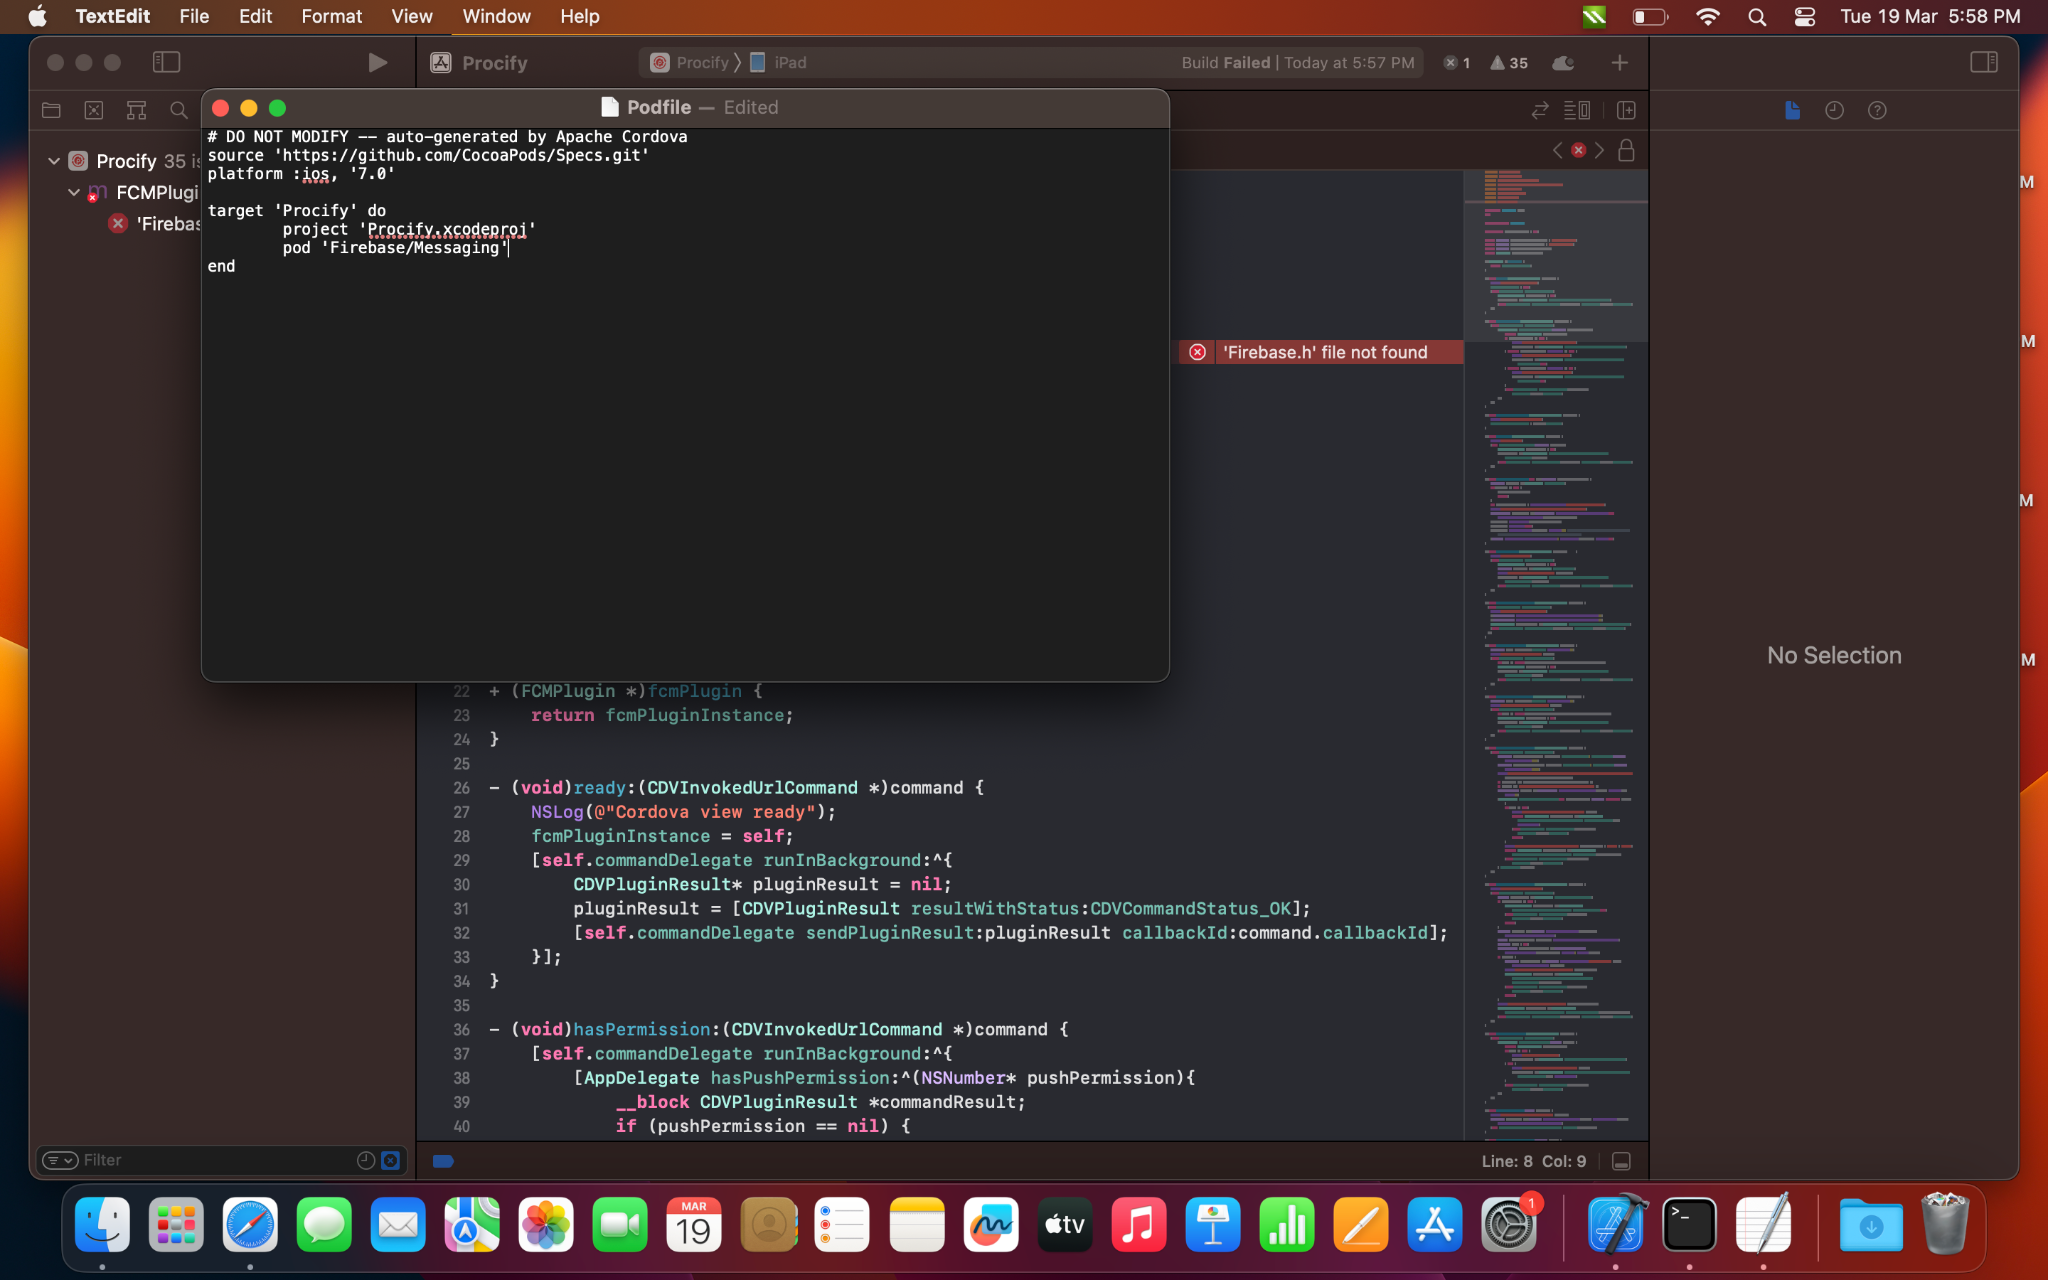 TextEdit File Edit Format View Window Help Tue 19 Mar 5:58 PM
Procify Procify iPad Build Failed | Today at 5:57 PM 1 35
Podfile — Edited
# DO NOT MODIFY -- auto-generated by Apache Cordova
source 'https://github.com/CocoaPods/Specs.git'
platform :ios, '7.0'
target 'Procify' do
project 'Procify.xcodeproj'
pod 'Firebase/Messaging'
end
Procify 35 is
FCMPlugi
'Firebas
'Firebase.h' file not found
No Selection
M
M
M
M
22 + (FCMPlugin *)fcmPlugin {
23 return fcmPluginInstance;
24 }
25
26 - (void)ready:(CDVInvokedUrlCommand *)command {
27 NSLog(@"Cordova view ready");
28 fcmPluginInstance = self;
29 [self.commandDelegate runInBackground:^{
30 CDVPluginResult* pluginResult = nil;
31 pluginResult = [CDVPluginResult resultWithStatus:CDVCommandStatus_OK];
32 [self.commandDelegate sendPluginResult:pluginResult callbackId:command.callbackId];
33 }];
34 }
35
36 - (void)hasPermission:(CDVInvokedUrlCommand *)command {
37 [self.commandDelegate runInBackground:^{
38 [AppDelegate hasPushPermission:^(NSNumber* pushPermission){
39 __block CDVPluginResult *commandResult;
40 if (pushPermission == nil) {
Filter
Line: 8 Col: 9
MAR
19
tv
1
>_